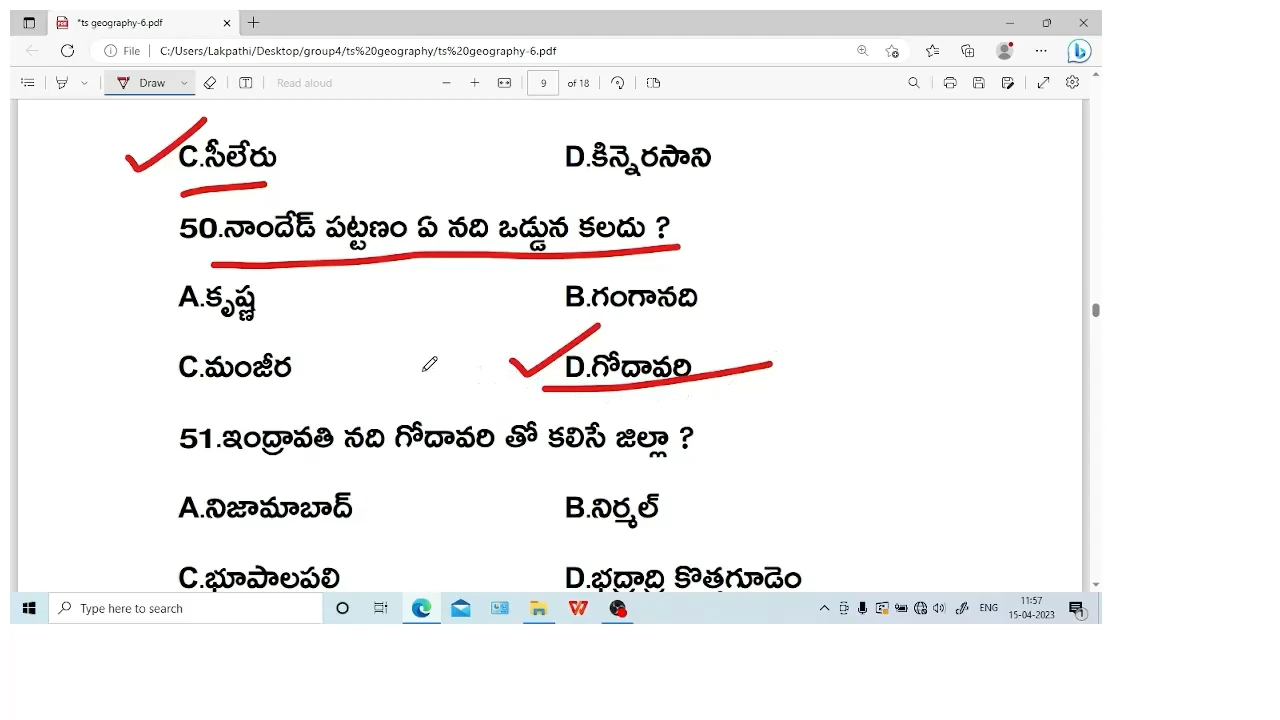 *ts geography-6.pdf
File C:/Users/Lakpathi/Desktop/group4/ts%20geography/ts%20geography-6.pdf
Draw Read aloud 9 of 18
C.సీలేరు D.కిన్నెరసాని
50.నాందేడ్ పట్టణం ఏ నది ఒడ్డున కలదు ?
A.కృష్ణ B.గంగానది
C.మంజీర D.గోదావరి
51.ఇంద్రావతి నది గోదావరి తో కలిసే జిల్లా ?
A.నిజామాబాద్ B.నిర్మల్
C.భూపాలపలి D.భద్రాద్రి కొత్తగూడెం
Type here to search ENG 11:57
15-04-2023